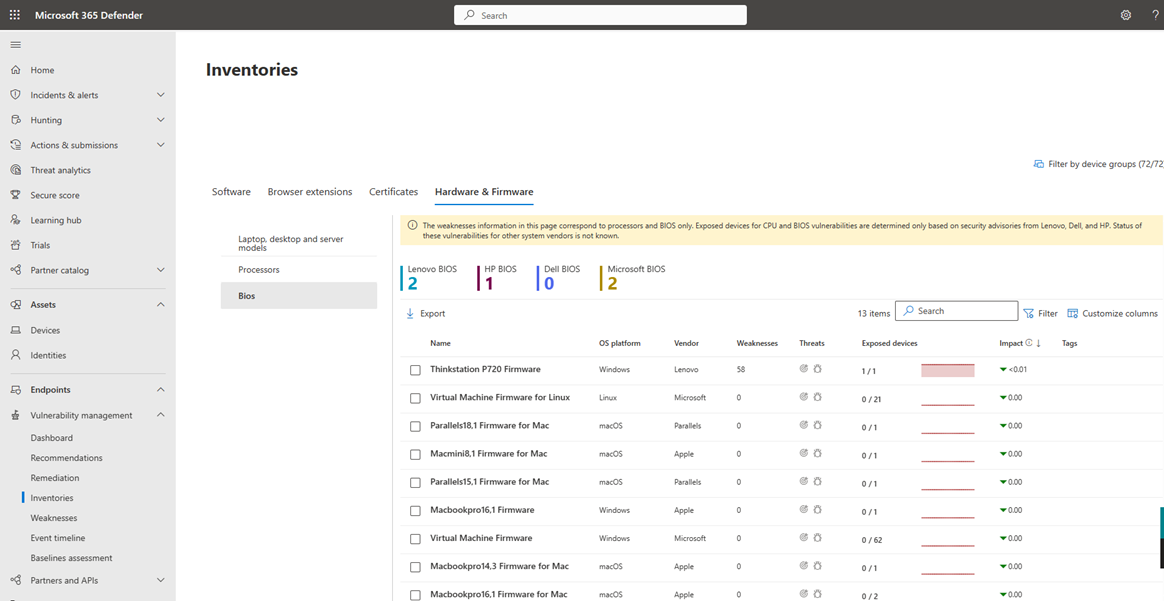 Microsoft 365 Defender
Search
?
Home
Incidents & alerts
Hunting
Actions & submissions
Threat analytics
Secure score
Learning hub
Trials
Partner catalog
Assets
Devices
Identities
Endpoints
Vulnerability management
Dashboard
Recommendations
Remediation
Inventories
Weaknesses
Event timeline
Baselines assessment
Partners and APIs
Inventories
Filter by device groups (72/72
Software Browser extensions Certificates Hardware & Firmware
Laptop, desktop and server
models
Processors
Bios
The weaknesses information in this page correspond to processors and BIOS only. Exposed devices for CPU and BIOS vulnerabilities are determined only based on security advisories from Lenovo, Dell, and HP. Status of
these vulnerabilities for other system vendors is not known.
Lenovo BIOS HP BIOS Dell BIOS Microsoft BIOS
2 1 0 2
Export 13 items Search Filter Customize columns
Name OS platform Vendor Weaknesses Threats Exposed devices Impact Tags
Thinkstation P720 Firmware Windows Lenovo 58 1 / 1 <0.01
Virtual Machine Firmware for Linux Linux Microsoft 0 0 / 21 0.00
Parallels18,1 Firmware for Mac macOS Parallels 0 0 / 1 0.00
Macmini8,1 Firmware for Mac macOS Apple 0 0 / 1 0.00
Parallels15,1 Firmware for Mac macOS Parallels 0 0 / 1 0.00
Macbookpro16,1 Firmware Windows Apple 0 0 / 1 0.00
Virtual Machine Firmware Windows Microsoft 0 0 / 62 0.00
Macbookpro14,3 Firmware for Mac macOS Apple 0 0 / 1 0.00
Macbookpro16,1 Firmware for Mac macOS Apple 0 0 / 2 0.00